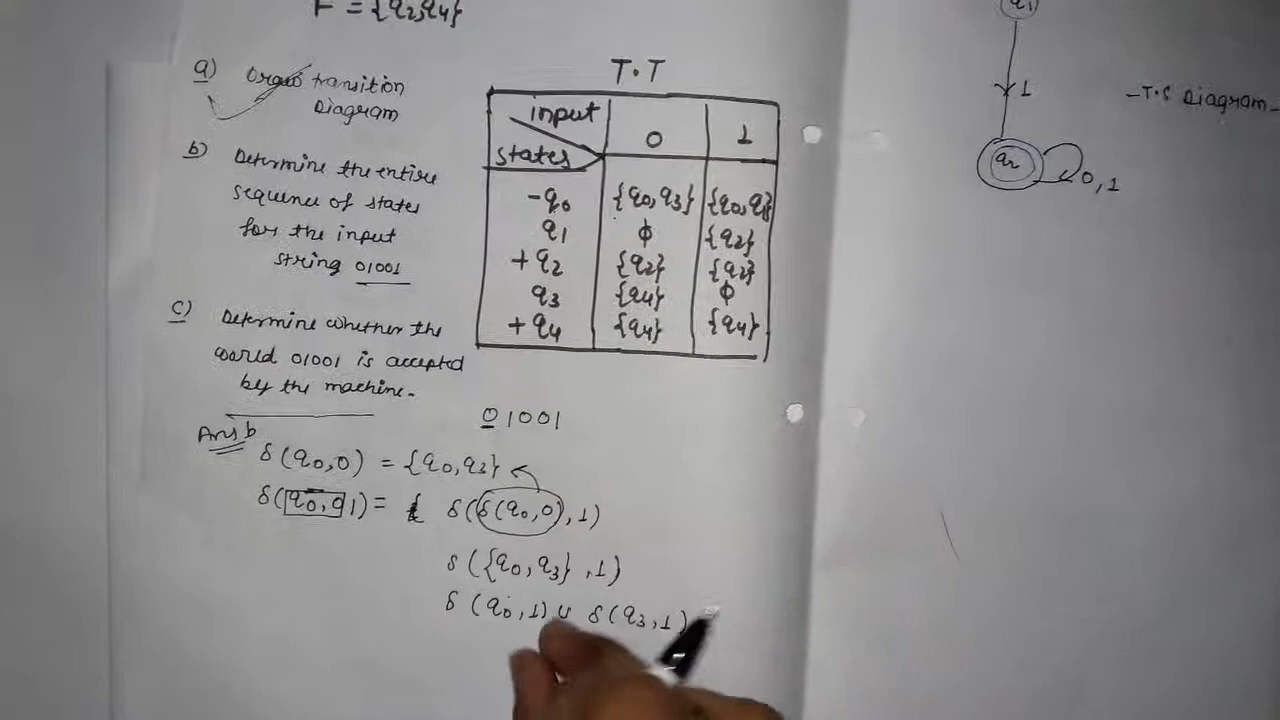 F = {q2,q4}
a) Draw transition
Diagram
b) Determine the entire
sequence of states
for the input
string 01001
c) Determine whether the
world 01001 is accepted
by the machine.
T.T
input
states
0 1
-q0 {q0,q3} {q0,q1}
q1 ϕ {q2}
+q2 {q2} {q2}
q3 {q4} ϕ
+q4 {q4} {q4}
01001
Ans b
δ(q0,0) = {q0,q3}
δ(q0,01) = δ(δ(q0,0),1)
δ({q0,q3},1)
δ(q0,1) ∪ δ(q3,1)
q1
1
q2
0,1
-T.S Diagram-